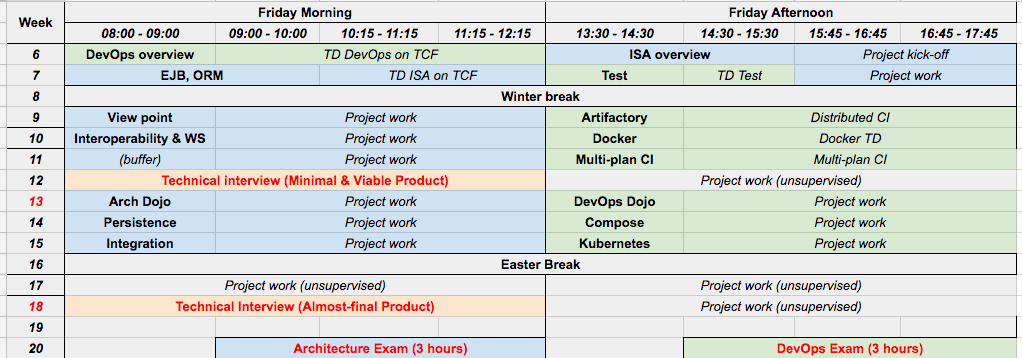 Week Friday Morning Friday Afternoon
08:00 - 09:00 09:00 - 10:00 10:15 - 11:15 11:15 - 12:15 13:30 - 14:30 14:30 - 15:30 15:45 - 16:45 16:45 - 17:45
6 DevOps overview TD DevOps on TCF ISA overview Project kick-off
7 EJB, ORM TD ISA on TCF Test TD Test Project work
8 Winter break
9 View point Project work Artifactory Distributed CI
10 Interoperability & WS Project work Docker Docker TD
11 (buffer) Project work Multi-plan CI Multi-plan CI
12 Technical interview (Minimal & Viable Product) Project work (unsupervised)
13 Arch Dojo Project work DevOps Dojo Project work
14 Persistence Project work Compose Project work
15 Integration Project work Kubernetes Project work
16 Easter Break
17 Project work (unsupervised) Project work (unsupervised)
18 Technical Interview (Almost-final Product) Project work (unsupervised)
19
20 Architecture Exam (3 hours) DevOps Exam (3 hours)